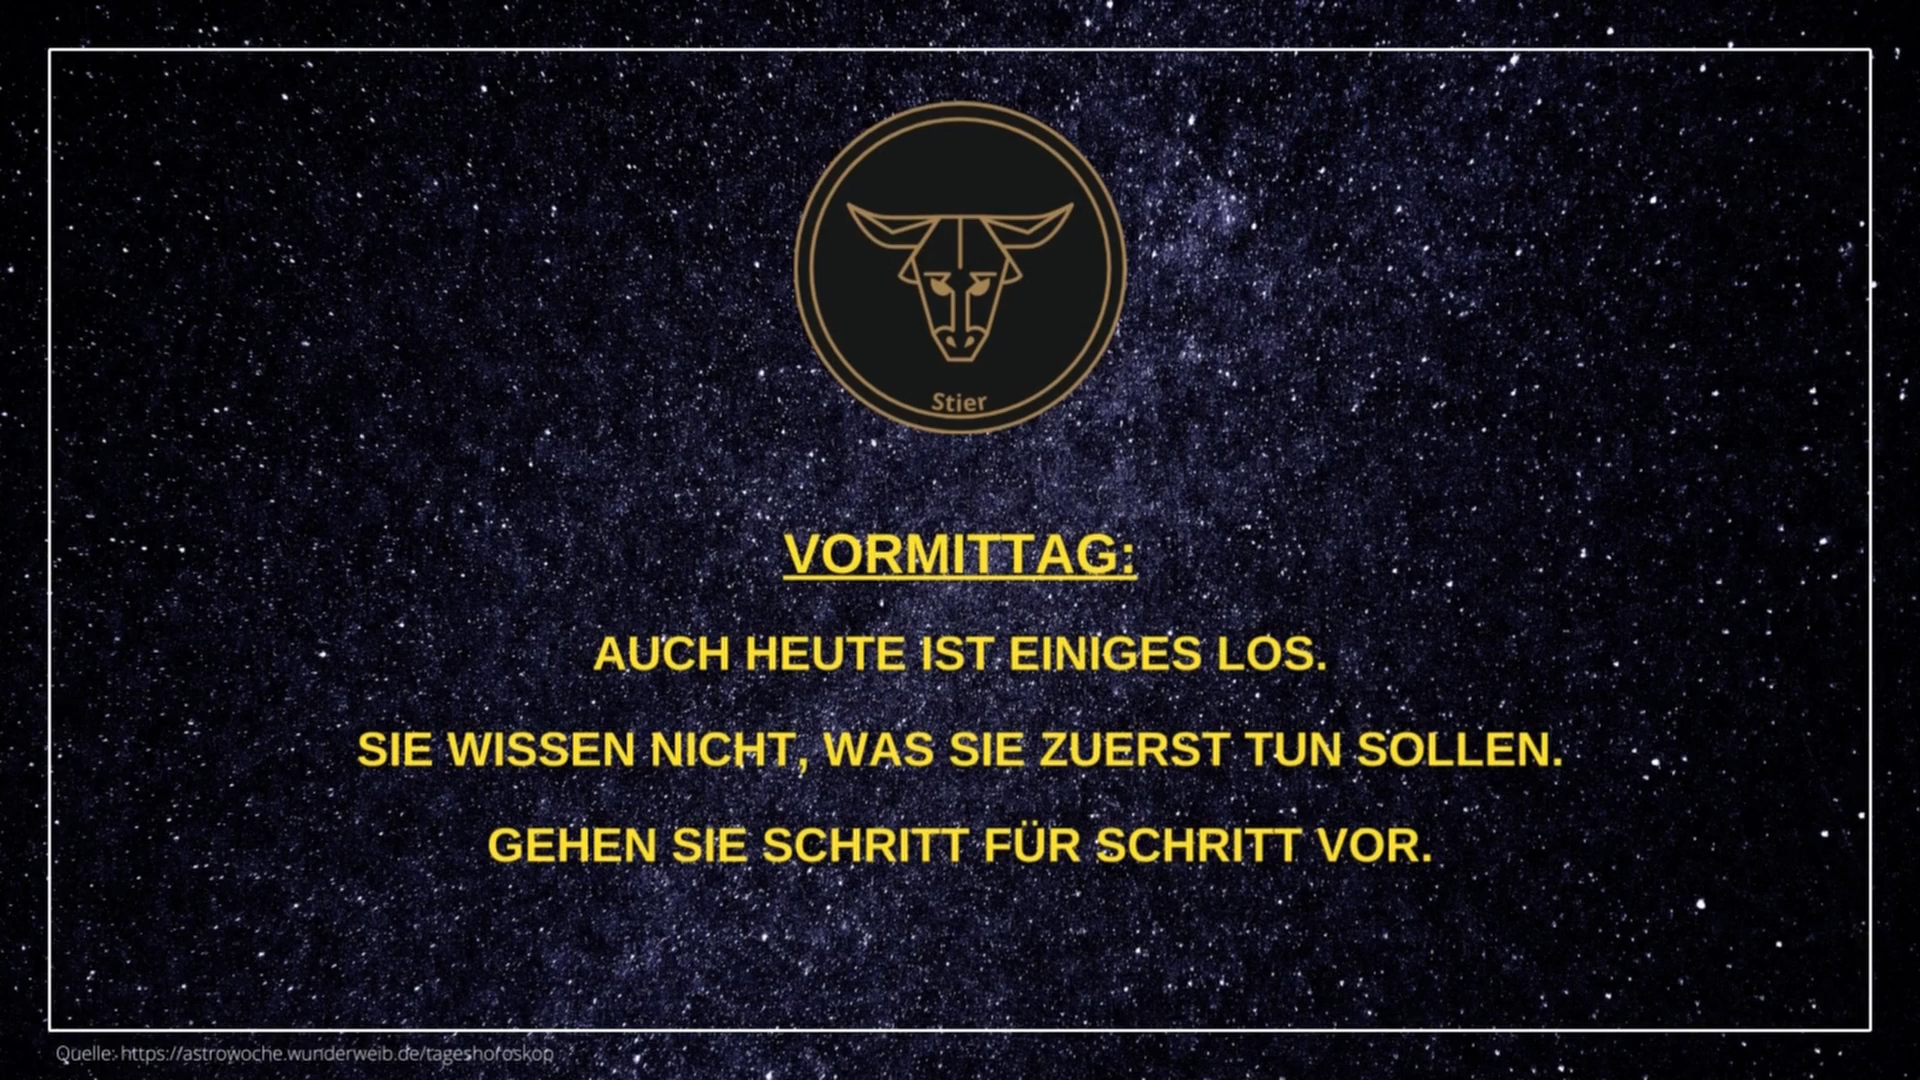 Stier
VORMITTAG:
AUCH HEUTE IST EINIGES LOS.
SIE WISSEN NICHT, WAS SIE ZUERST TUN SOLLEN.
GEHEN SIE SCHRITT FÜR SCHRITT VOR.
Quelle: https://astrowoche.wunderweib.de/tageshoroskop